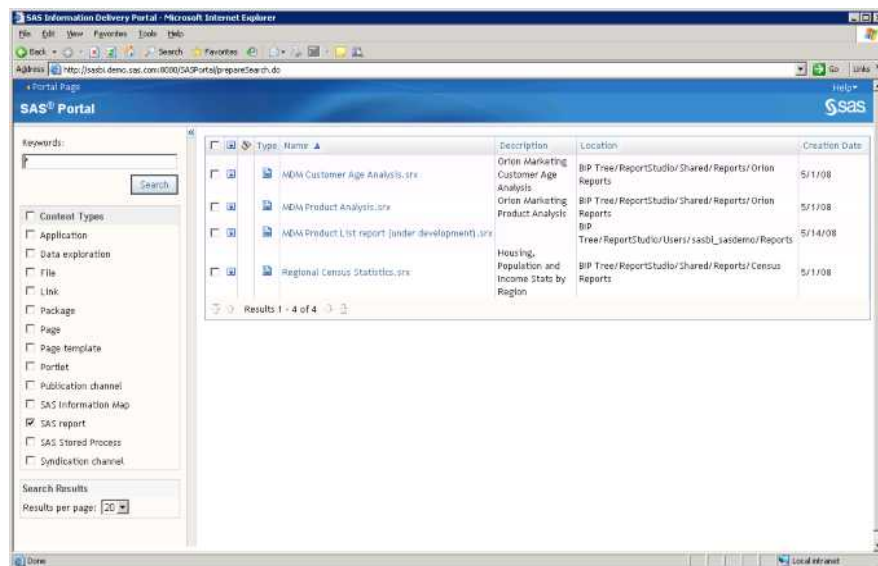 SAS Information Delivery Portal - Microsoft Internet Explorer
File Edit View Favorites Tools Help
Back Search Favorites
Address http://sasbi.demo.sas.com:8080/SASPortal/prepareSearch.do Go Links
Portal Page Help
SAS® Portal sas
Keywords:
*
Search
Content Types
Application
Data exploration
File
Link
Package
Page
Page template
Portlet
Publication channel
SAS Information Map
SAS report
SAS Stored Process
Syndication channel
Search Results
Results per page: 20
Type Name Description Location Creation Date
MDM Customer Age Analysis.srx
Orion Marketing
Customer Age
Analysis
BIP Tree/ReportStudio/Shared/Reports/Orion
Reports
5/1/08
MDM Product Analysis.srx
Orion Marketing
Product Analysis
BIP Tree/ReportStudio/Shared/Reports/Orion
Reports
5/1/08
MDM Product List report (under development).srx
BIP
Tree/ReportStudio/Users/sasbi_sasdemo/Reports
5/14/08
Regional Census Statistics.srx
Housing,
Population and
Income Stats by
Region
BIP Tree/ReportStudio/Shared/Reports/Census
Reports
5/1/08
Results 1 - 4 of 4
Done Local intranet